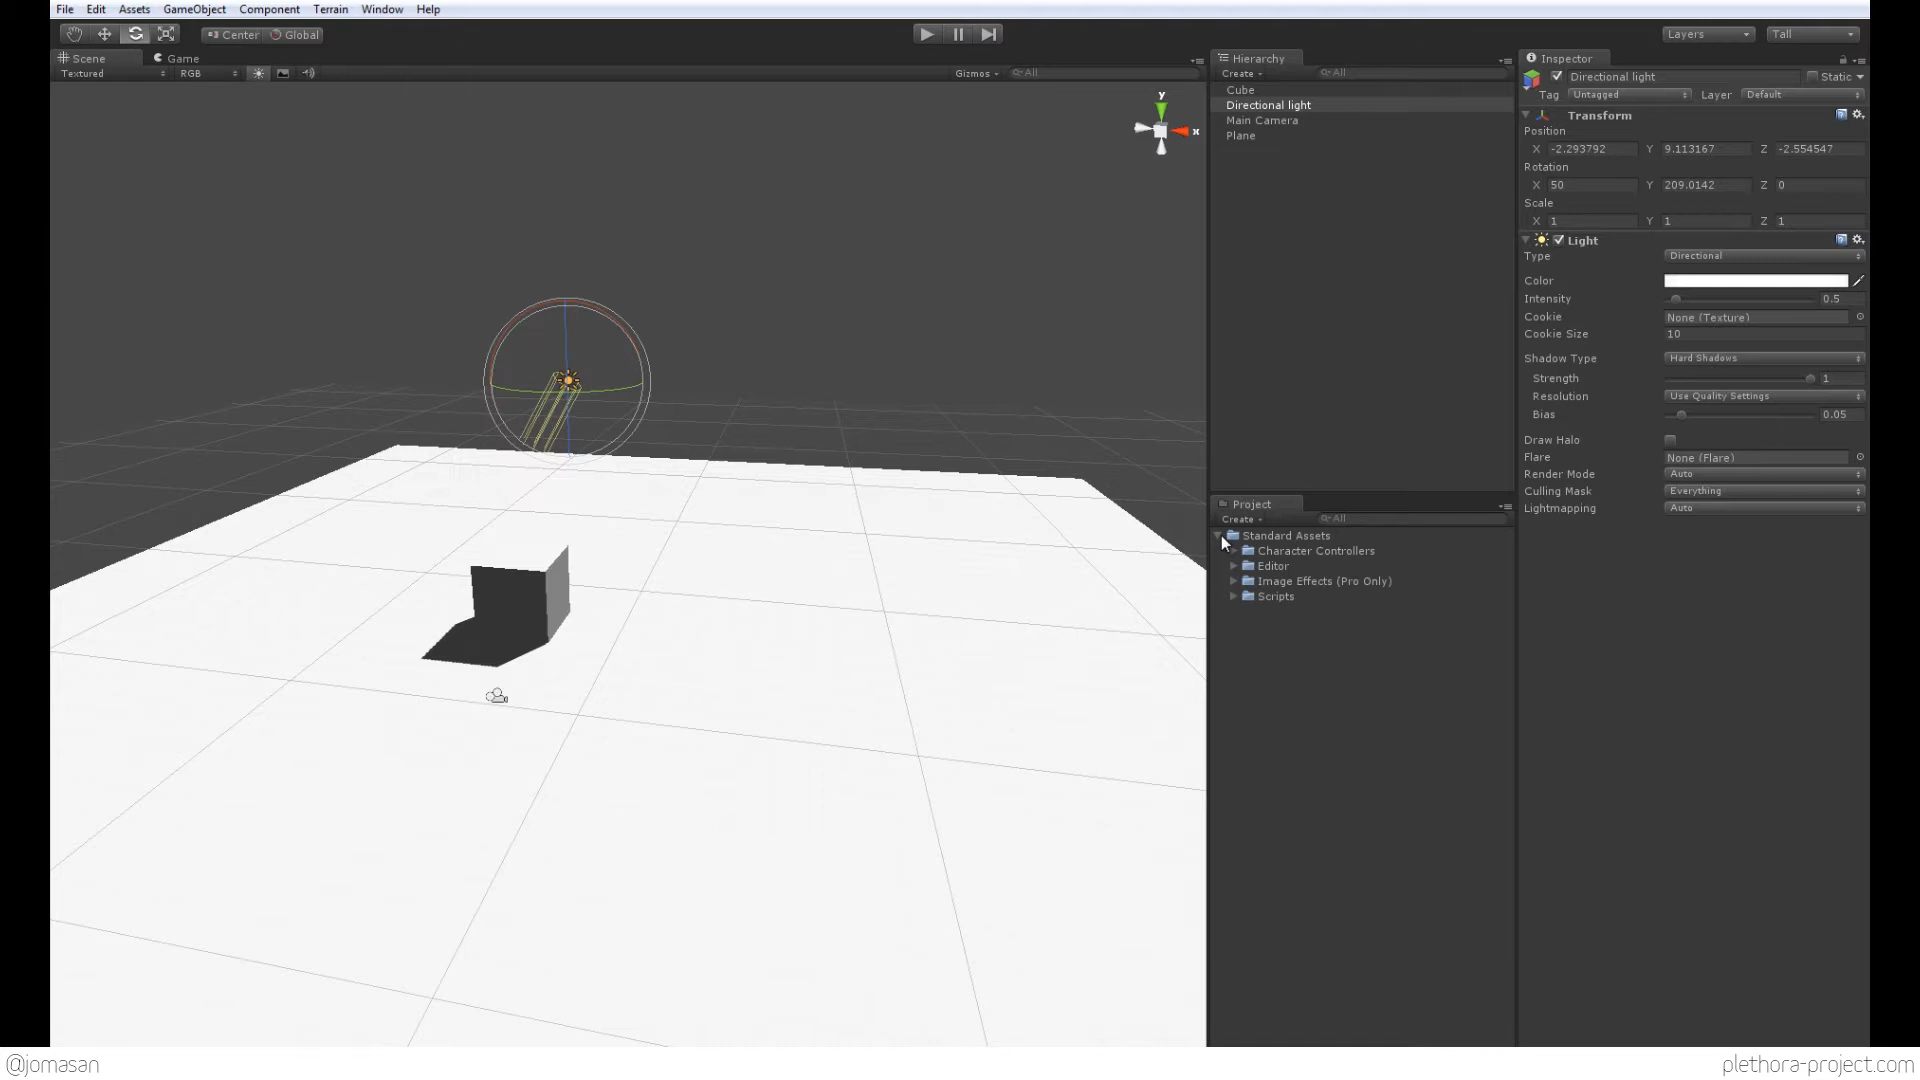 File Edit Assets GameObject Component Terrain Window Help
Center Global Layers Tall
Scene Game
Textured RGB Gizmos All
y
x
Hierarchy
Create All
Cube
Directional light
Main Camera
Plane
Project
Create All
Standard Assets
Character Controllers
Editor
Image Effects (Pro Only)
Scripts
Inspector
Directional light Static
Tag Untagged Layer Default
Transform
Position
X -2.293792 Y 9.113167 Z -2.554547
Rotation
X 50 Y 209.0142 Z 0
Scale
X 1 Y 1 Z 1
Light
Type Directional
Color
Intensity 0.5
Cookie None (Texture)
Cookie Size 10
Shadow Type Hard Shadows
Strength 1
Resolution Use Quality Settings
Bias 0.05
Draw Halo
Flare None (Flare)
Render Mode Auto
Culling Mask Everything
Lightmapping Auto
@jomasan plethora-project.com